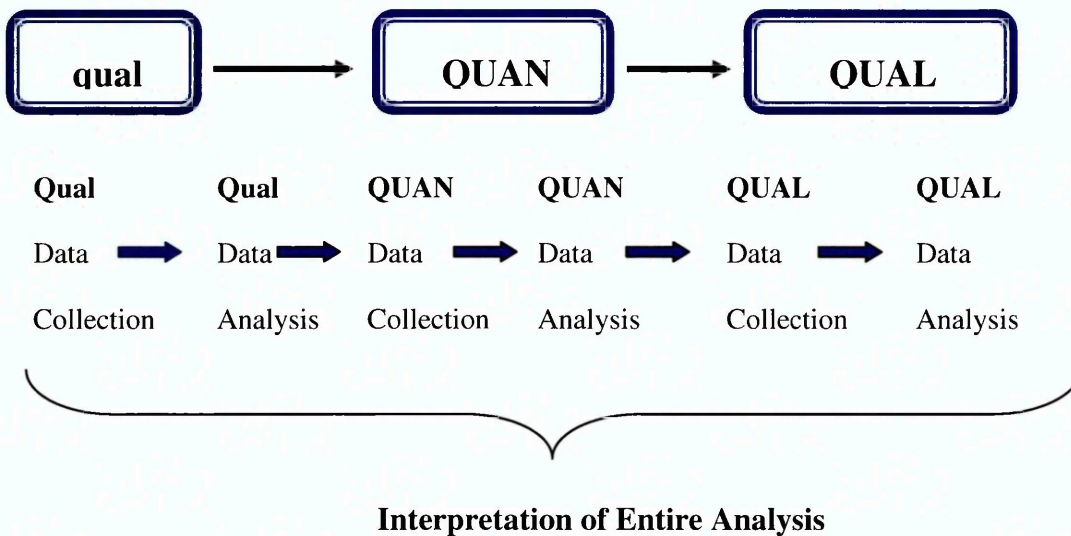 qual QUAN QUAL
Qual Qual QUAN QUAN QUAL QUAL
Data Data Data Data Data Data
Collection Analysis Collection Analysis Collection Analysis
Interpretation of Entire Analysis